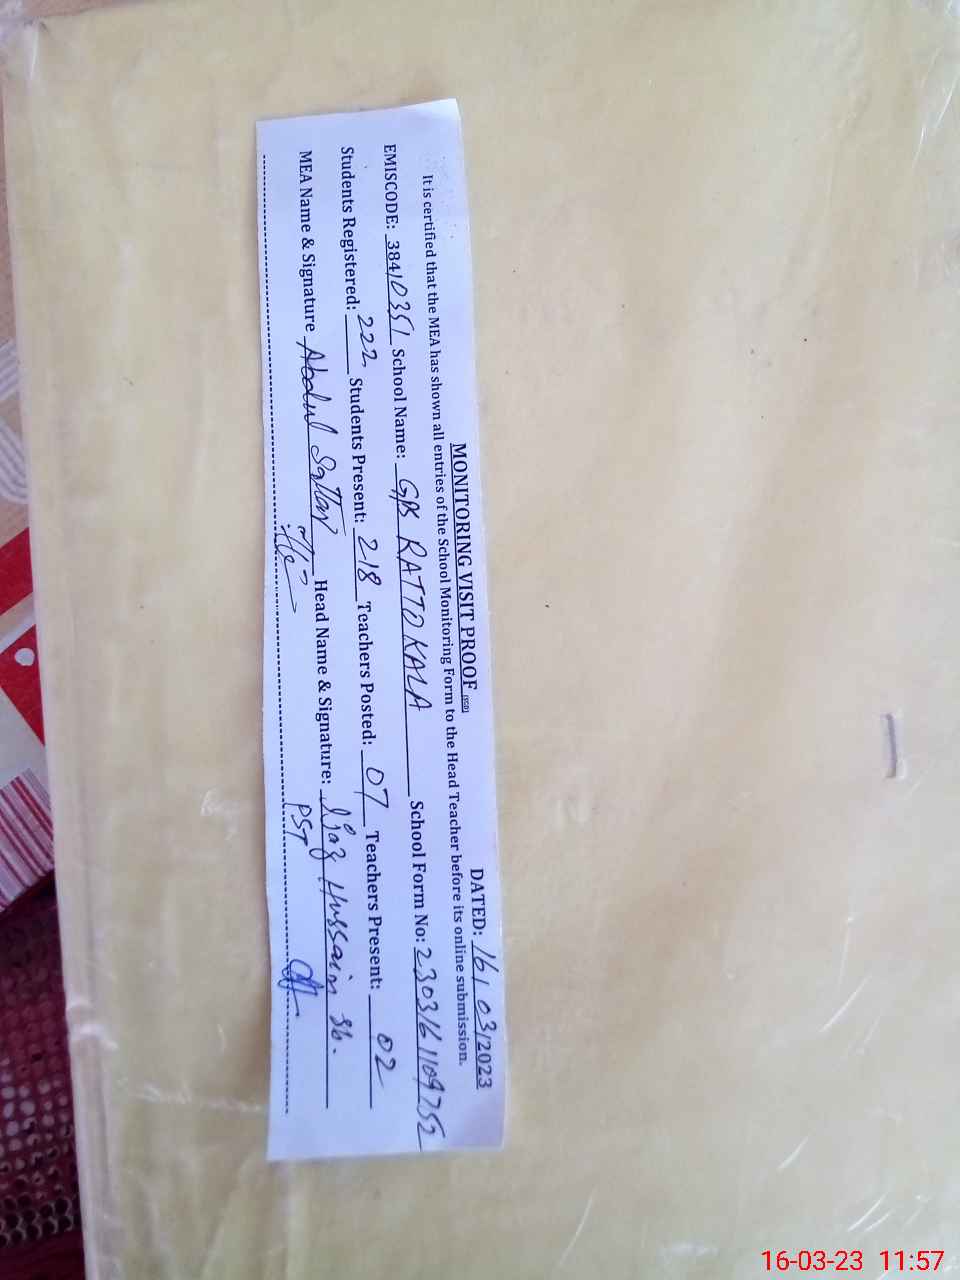 MONITORING VISIT PROOF (SGD) DATED: 16/03/2023
It is certified that the MEA has shown all entries of the School Monitoring Form to the Head Teacher before its online submission.
EMISCODE: 38410351 School Name: GPS RATTO KALA School Form No: 2303161109752
Students Registered: 222 Students Present: 218 Teachers Posted: 07 Teachers Present: 02
MEA Name & Signature Abdul Sattar Head Name & Signature: Ijaz Hussain sb.
PST
16-03-23 11:57